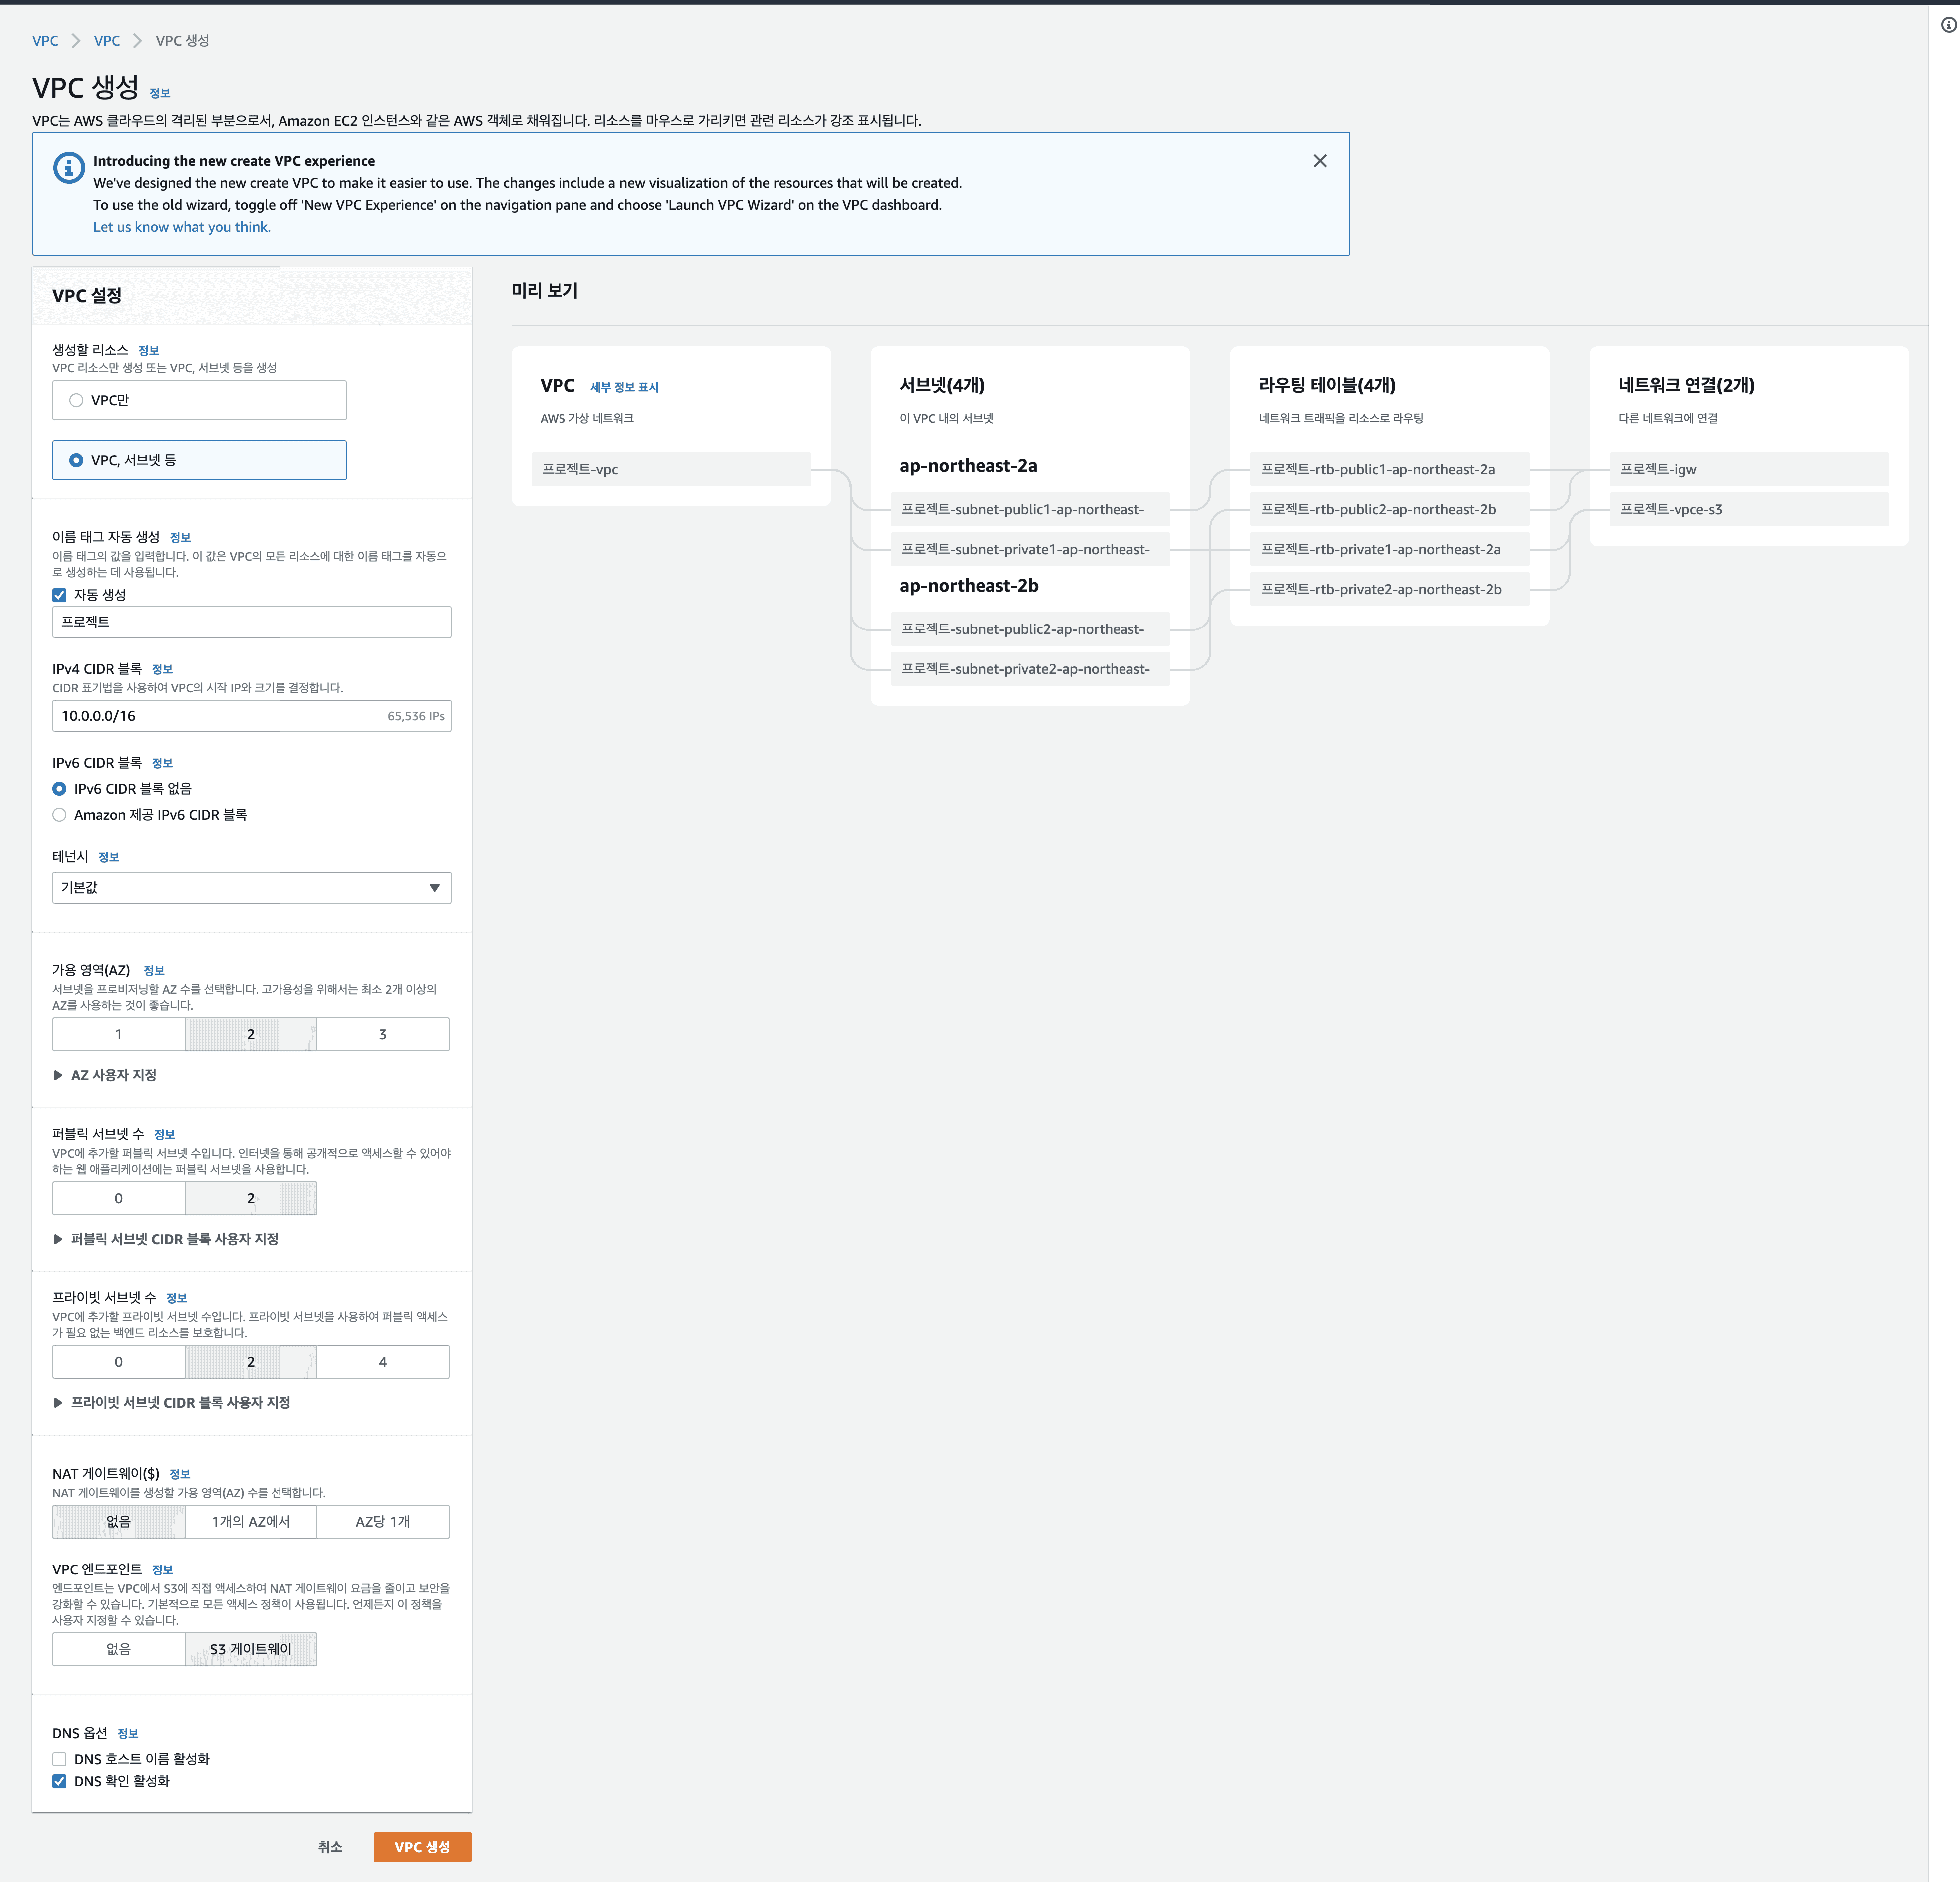 VPC > VPC > VPC 생성
VPC 생성 정보
VPC는 AWS 클라우드의 격리된 부분으로서, Amazon EC2 인스턴스와 같은 AWS 객체로 채워집니다. 리소스를 마우스로 가리키면 관련 리소스가 강조 표시됩니다.
Introducing the new create VPC experience
We've designed the new create VPC to make it easier to use. The changes include a new visualization of the resources that will be created.
To use the old wizard, toggle off 'New VPC Experience' on the navigation pane and choose 'Launch VPC Wizard' on the VPC dashboard.
Let us know what you think.
VPC 설정
생성할 리소스 정보
VPC 리소스만 생성 또는 VPC, 서브넷 등을 생성
VPC만
VPC, 서브넷 등
이름 태그 자동 생성 정보
이름 태그의 값을 입력합니다. 이 값은 VPC의 모든 리소스에 대한 이름 태그를 자동으
로 생성하는 데 사용됩니다.
자동 생성
프로젝트
IPv4 CIDR 블록 정보
CIDR 표기법을 사용하여 VPC의 시작 IP와 크기를 결정합니다.
10.0.0.0/16 65,536 IPs
IPv6 CIDR 블록 정보
IPv6 CIDR 블록 없음
Amazon 제공 IPv6 CIDR 블록
테넌시 정보
기본값
가용 영역(AZ) 정보
서브넷을 프로비저닝할 AZ 수를 선택합니다. 고가용성을 위해서는 최소 2개 이상의
AZ를 사용하는 것이 좋습니다.
1 2 3
AZ 사용자 지정
퍼블릭 서브넷 수 정보
VPC에 추가할 퍼블릭 서브넷 수입니다. 인터넷을 통해 공개적으로 액세스할 수 있어야
하는 웹 애플리케이션에는 퍼블릭 서브넷을 사용합니다.
0 2
퍼블릭 서브넷 CIDR 블록 사용자 지정
프라이빗 서브넷 수 정보
VPC에 추가할 프라이빗 서브넷 수입니다. 프라이빗 서브넷을 사용하여 퍼블릭 액세스
가 필요 없는 백엔드 리소스를 보호합니다.
0 2 4
프라이빗 서브넷 CIDR 블록 사용자 지정
NAT 게이트웨이($) 정보
NAT 게이트웨이를 생성할 가용 영역(AZ) 수를 선택합니다.
없음 1개의 AZ에서 AZ당 1개
VPC 엔드포인트 정보
엔드포인트는 VPC에서 S3에 직접 액세스하여 NAT 게이트웨이 요금을 줄이고 보안을
강화할 수 있습니다. 기본적으로 모든 액세스 정책이 사용됩니다. 언제든지 이 정책을
사용자 지정할 수 있습니다.
없음 S3 게이트웨이
DNS 옵션 정보
DNS 호스트 이름 활성화
DNS 확인 활성화
취소 VPC 생성
미리 보기
VPC 세부 정보 표시
AWS 가상 네트워크
프로젝트-vpc
서브넷(4개)
이 VPC 내의 서브넷
ap-northeast-2a
프로젝트-subnet-public1-ap-northeast-
프로젝트-subnet-private1-ap-northeast-
ap-northeast-2b
프로젝트-subnet-public2-ap-northeast-
프로젝트-subnet-private2-ap-northeast-
라우팅 테이블(4개)
네트워크 트래픽을 리소스로 라우팅
프로젝트-rtb-public1-ap-northeast-2a
프로젝트-rtb-public2-ap-northeast-2b
프로젝트-rtb-private1-ap-northeast-2a
프로젝트-rtb-private2-ap-northeast-2b
네트워크 연결(2개)
다른 네트워크에 연결
프로젝트-igw
프로젝트-vpce-s3